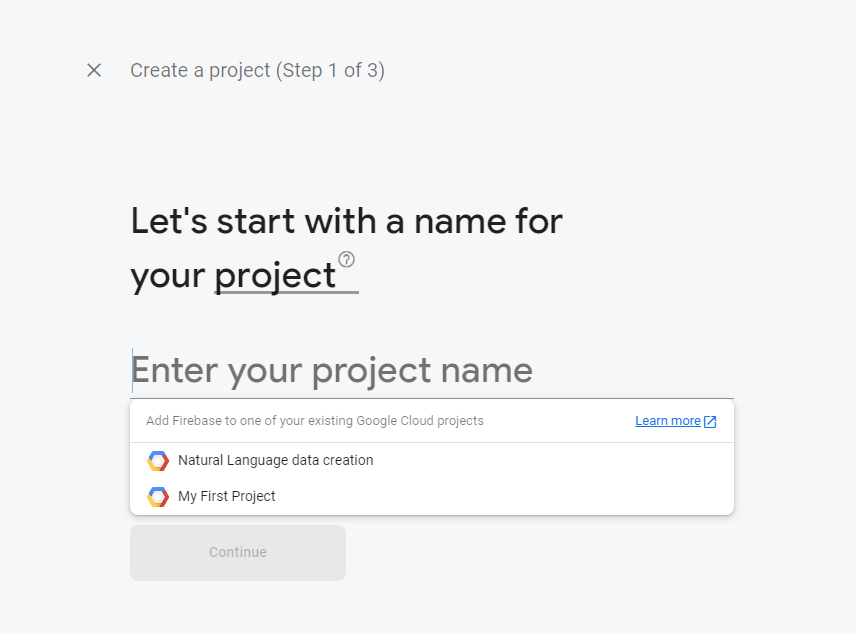 Create a project (Step 1 of 3)
Let's start with a name for
your project
Enter your project name
Add Firebase to one of your existing Google Cloud projects Learn more
Natural Language data creation
My First Project
Continue